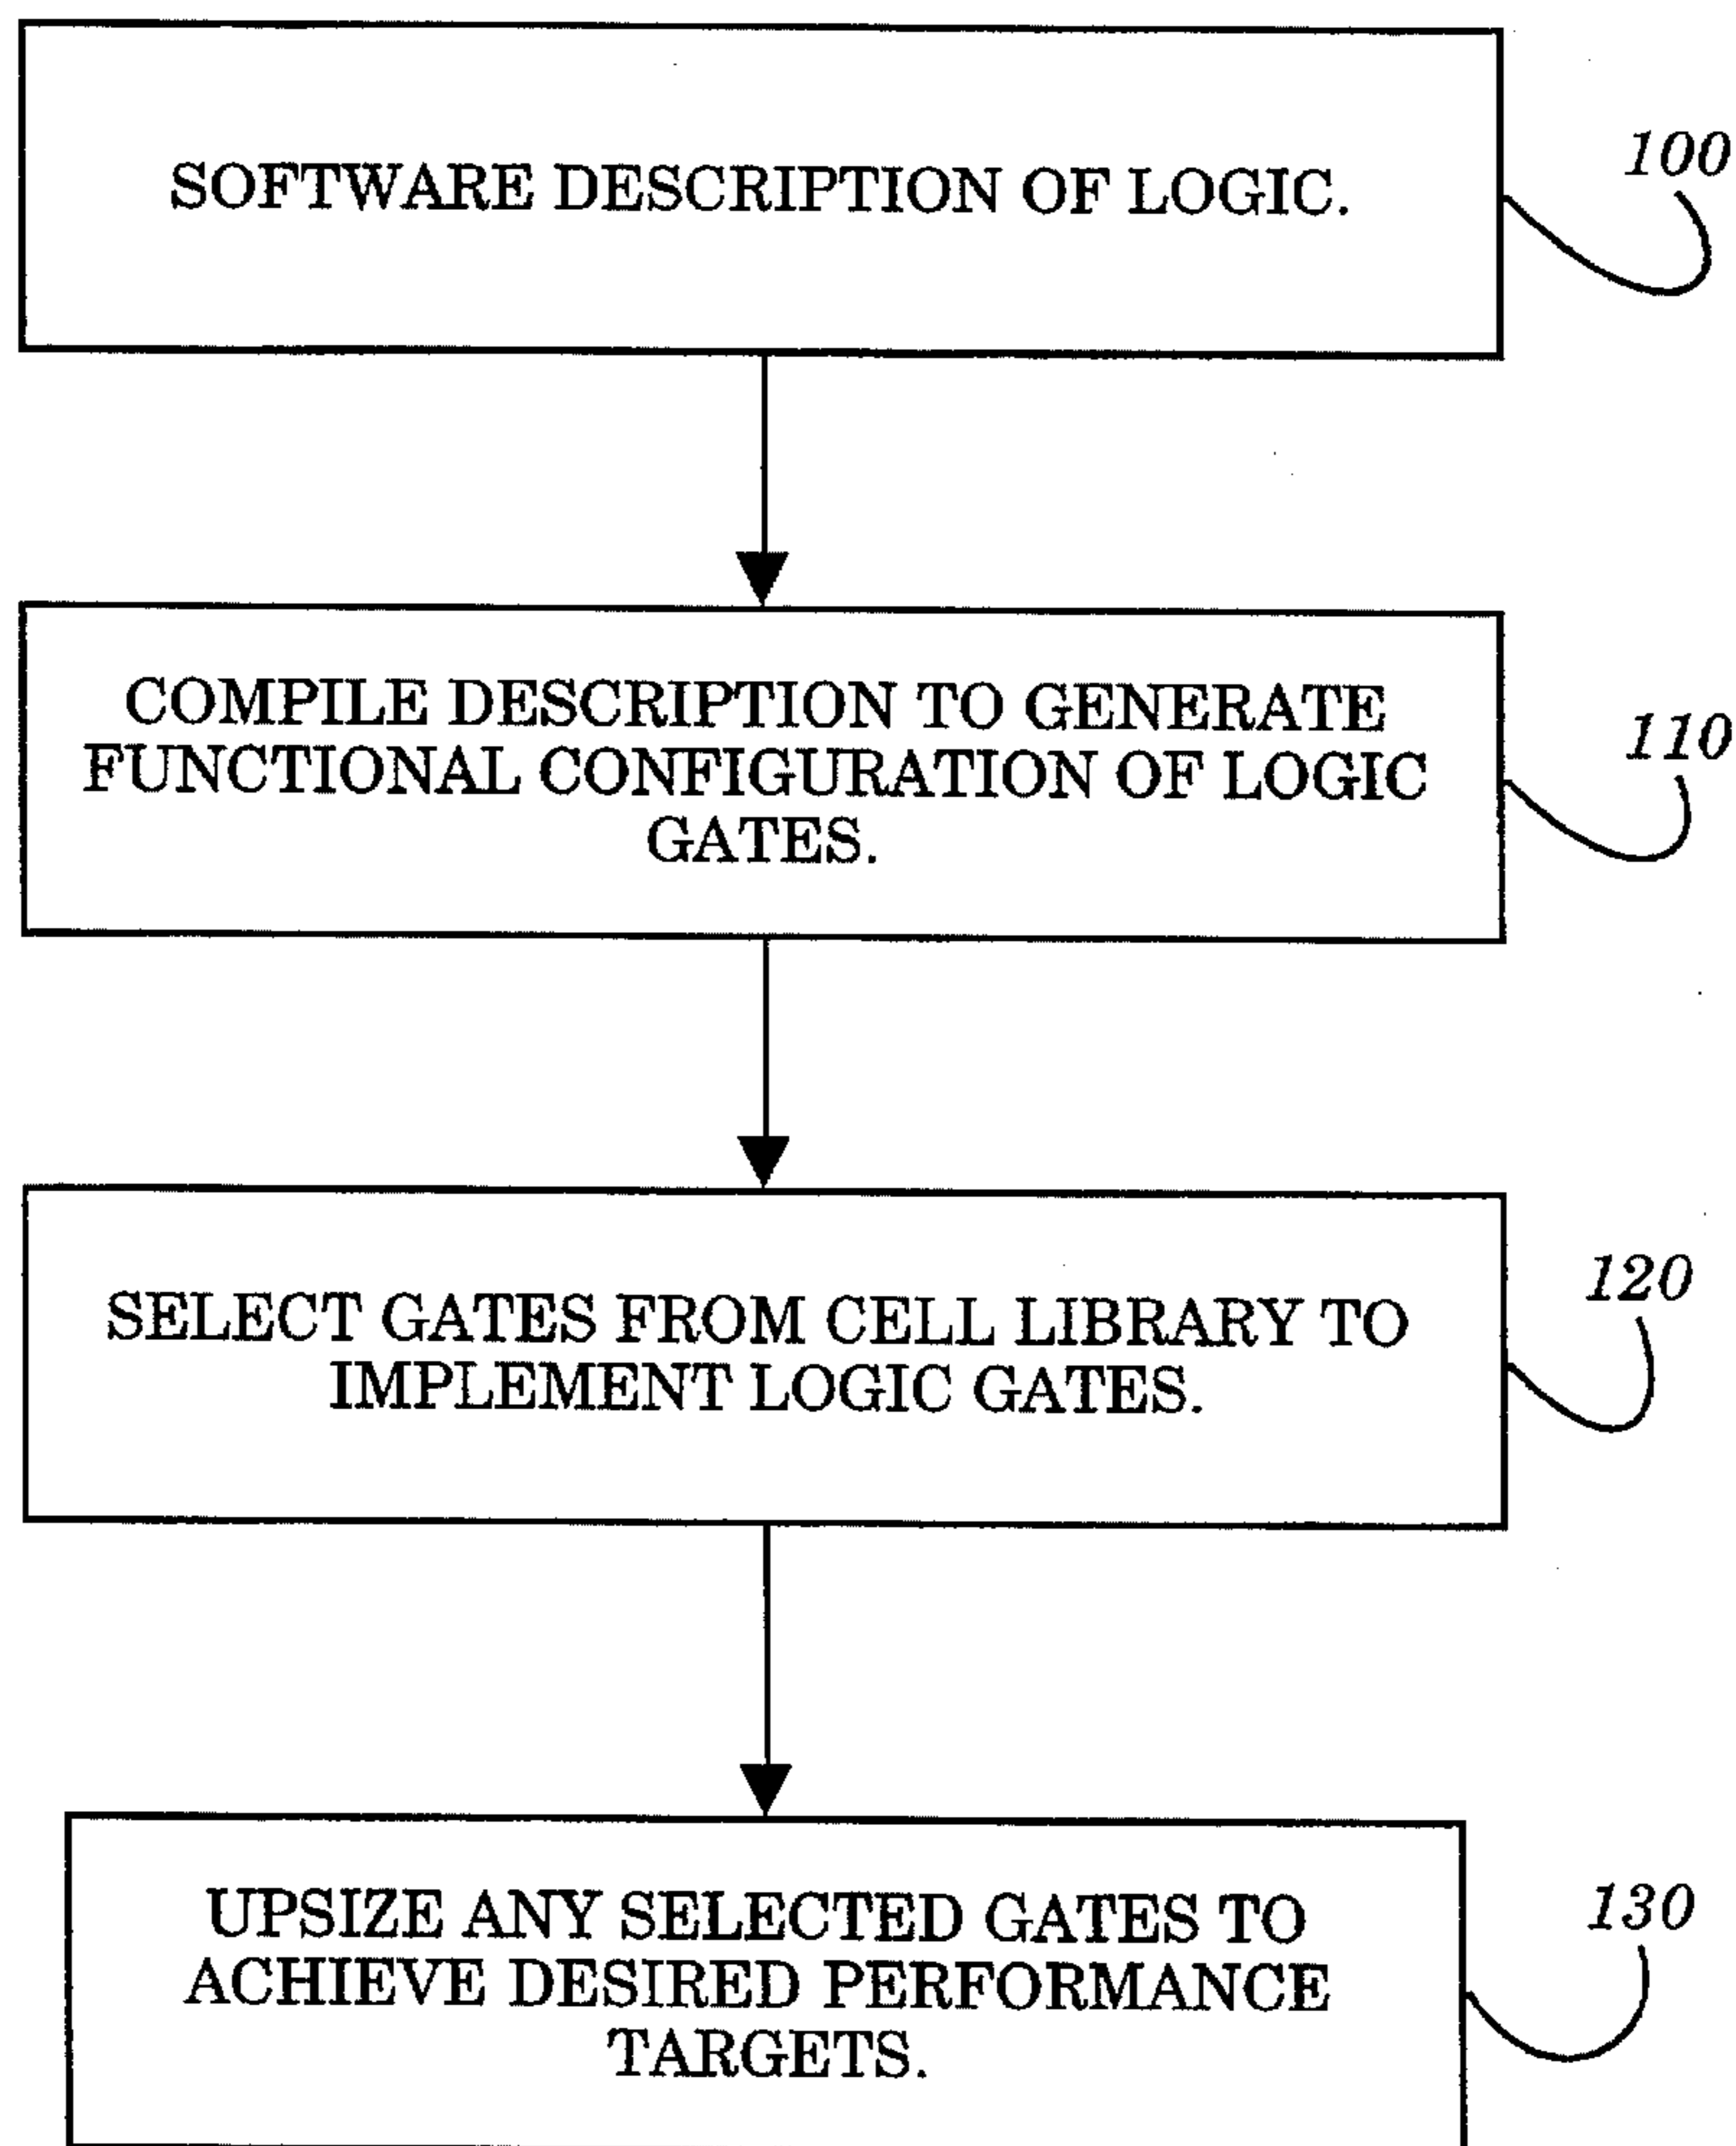 SOFTWARE DESCRIPTION OF LOGIC.
100
COMPILE DESCRIPTION TO GENERATE
FUNCTIONAL CONFIGURATION OF LOGIC
GATES.
110
SELECT GATES FROM CELL LIBRARY TO
IMPLEMENT LOGIC GATES.
120
UPSIZE ANY SELECTED GATES TO
ACHIEVE DESIRED PERFORMANCE
TARGETS.
130